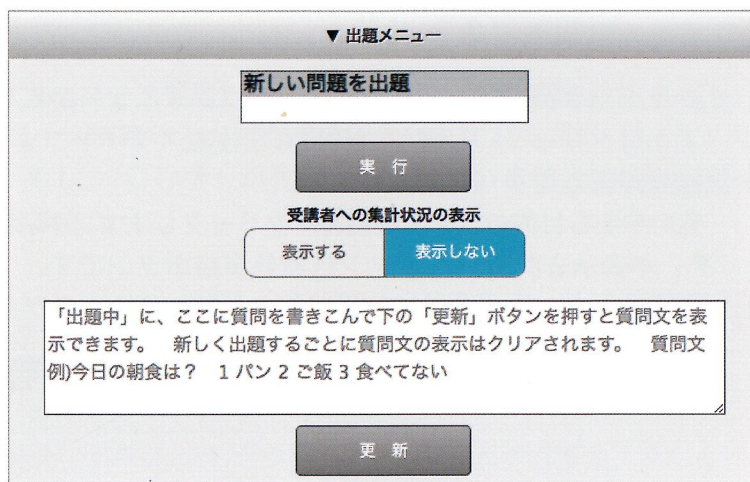 ▼ 出題メニュー
新しい問題を出題
実 行
受講者への集計状況の表示
表示する 表示しない
「出題中」に、ここに質問を書きこんで下の「更新」ボタンを押すと質問文を表
示できます。　新しく出題するごとに質問文の表示はクリアされます。　質問文
例)今日の朝食は？　1 パン 2 ご飯 3 食べてない
更 新